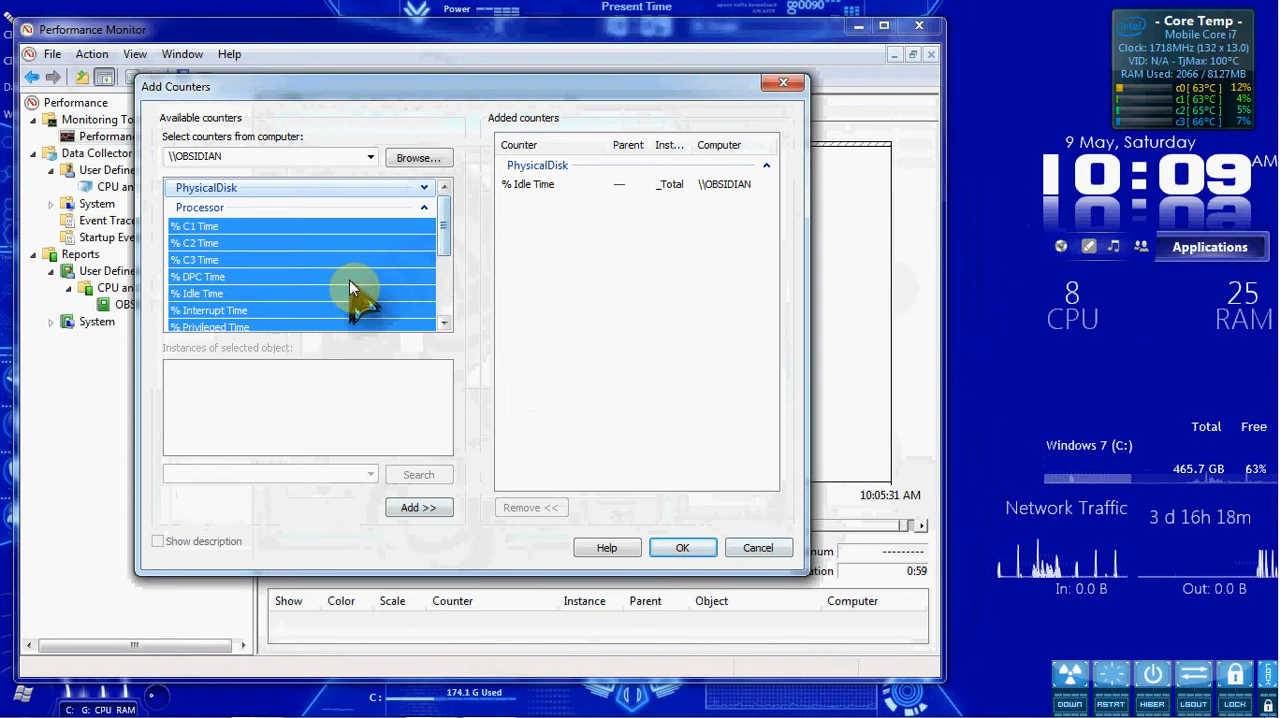 Power
Present Time
Performance Monitor
File Action View Window Help
Add Counters
Performance
Monitoring To
Performan
Data Collector
User Define
CPU an
System
Event Trace
Startup Eve
Reports
User Define
CPU an
OBS
System
Available counters
Select counters from computer:
\\OBSIDIAN
Browse...
PhysicalDisk
Processor
% C1 Time
% C2 Time
% C3 Time
% DPC Time
% Idle Time
% Interrupt Time
% Privileged Time
Instances of selected object:
Search
Add >>
Show description
Added counters
Counter Parent Inst... Computer
PhysicalDisk
% Idle Time — _Total \\OBSIDIAN
Remove <<
Help OK Cancel
10:05:31 AM
mum ---------
ation 0:59
Show Color Scale Counter Instance Parent Object Computer
- Core Temp -
Mobile Core i7
Clock: 1718MHz (132 x 13.0)
VID: N/A - TjMax: 100°C
RAM Used: 2066 / 8127MB
c0[ 63°C ] 12%
c1[ 63°C ] 4%
c2[ 65°C ] 5%
c3[ 66°C ] 7%
9 May, Saturday
10:09 AM
Applications
8 25
CPU RAM
Total Free
Windows 7 (C:)
465.7 GB 63%
Network Traffic 3 d 16h 18m
In: 0.0 B Out: 0.0 B
DOWN RSTRT HIBER LGOUT LOCK
C: G: CPU RAM
C: 174.1 G Used